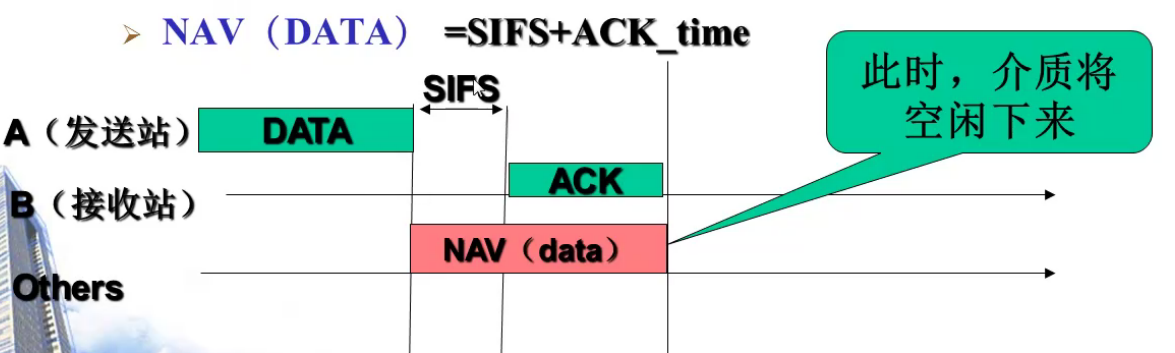 ➢ NAV（DATA） =SIFS+ACK_time
此时，介质将
空闲下来
SIFS
A（发送站）
DATA
ACK
B（接收站）
NAV（data）
Others